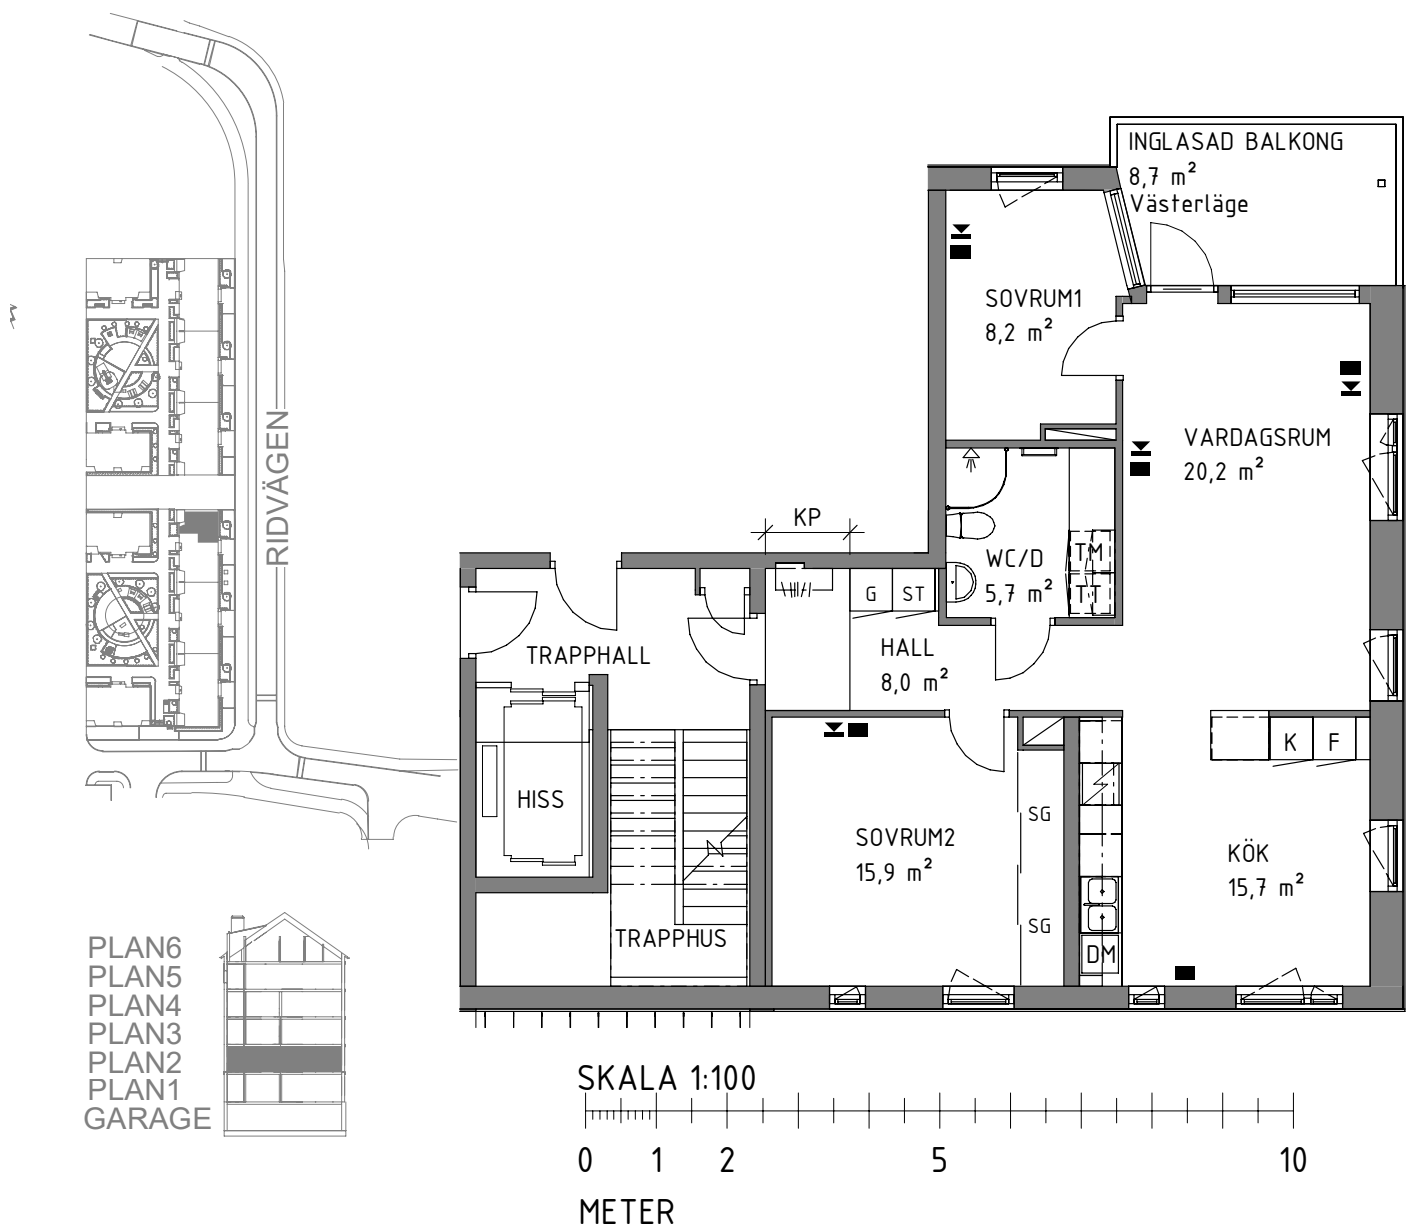 INGLASAD BALKONG
8,7 m²
Västerläge
SOVRUM1
8,2 m²
VARDAGSRUM
20,2 m²
RIDVÄGEN
KP
WC/D
5,7 m²
TM
TT
G
ST
HALL
8,0 m²
TRAPPHALL
K
F
HISS
SOVRUM2
15,9 m²
SG
SG
KÖK
15,7 m²
TRAPPHUS
DM
PLAN6
PLAN5
PLAN4
PLAN3
PLAN2
PLAN1
GARAGE
SKALA 1:100
0 1 2 5 10
METER